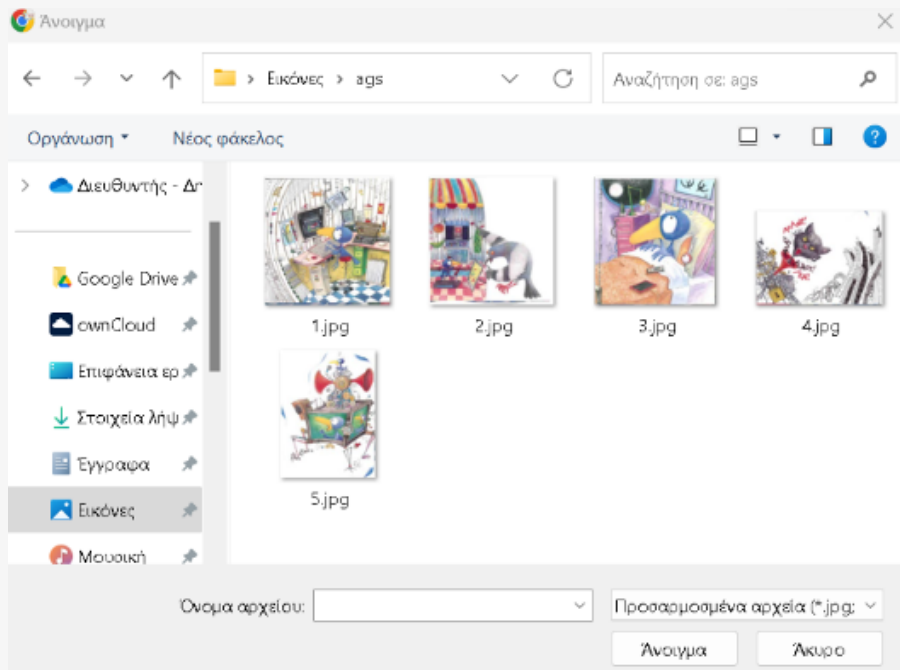 Άνοιγμα
Εικόνες > ags
Αναζήτηση σε: ags
Οργάνωση
Νέος φάκελος
Διευθυντής - Δη
Google Drive
ownCloud
Επιφάνεια ερ
Στοιχεία λήψ
Έγγραφα
Εικόνες
Μουσική
1.jpg
2.jpg
3.jpg
4.jpg
5.jpg
Όνομα αρχείου:
Προσαρμοσμένα αρχεία (*.jpg;
Άνοιγμα
Άκυρο